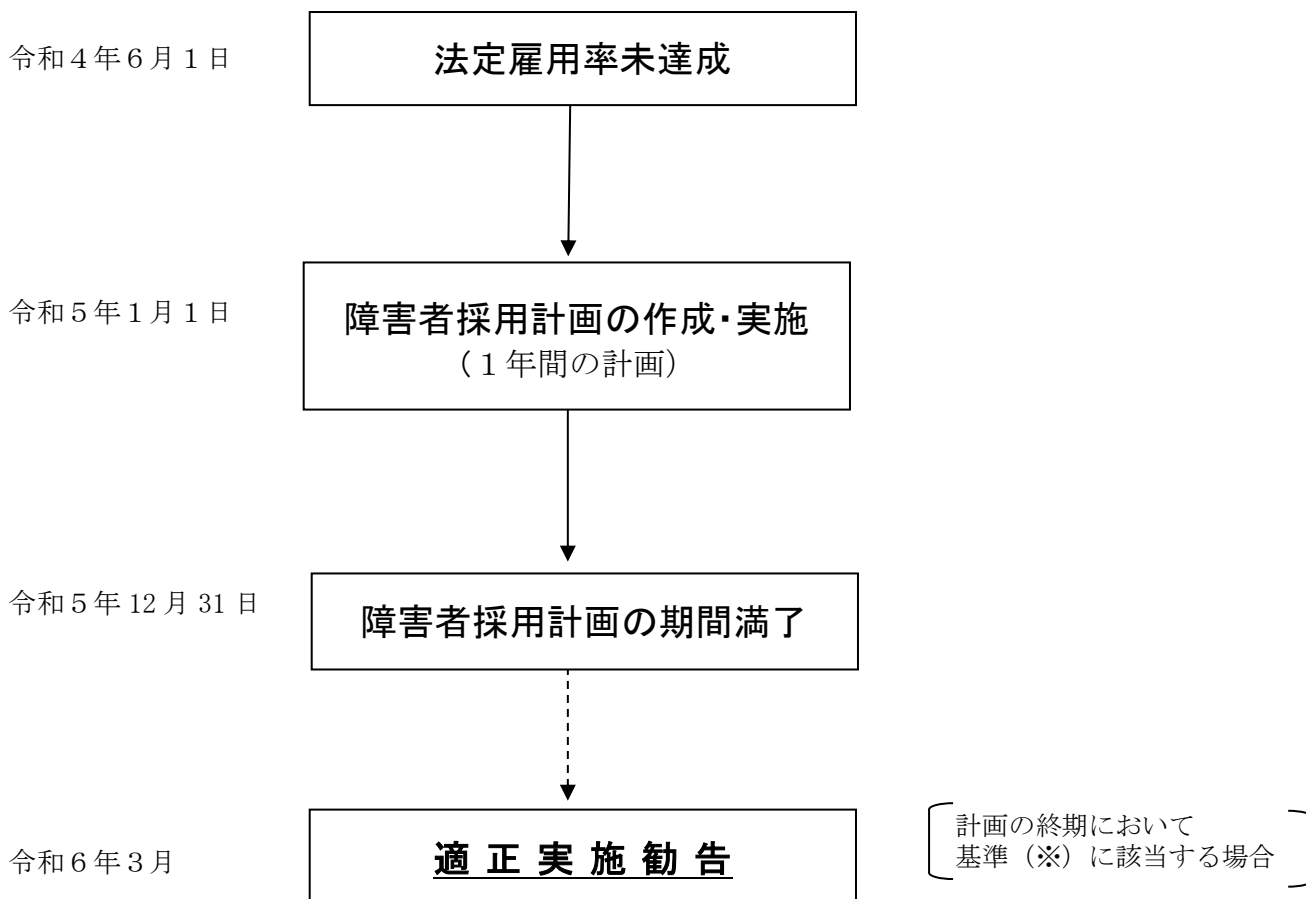 令和４年６月１日
法定雇用率未達成
令和５年１月１日
障害者採用計画の作成･実施
（１年間の計画）
令和５年 12 月 31 日
障害者採用計画の期間満了
令和６年３月
適 正 実 施 勧 告
計画の終期において
基準（※）に該当する場合